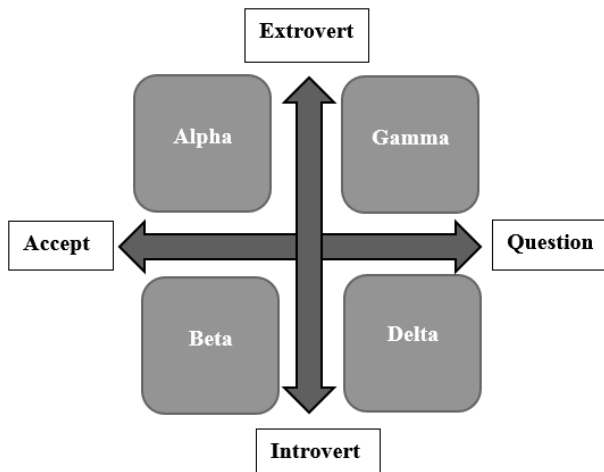 Extrovert
Alpha
Gamma
Accept
Question
Beta
Delta
Introvert